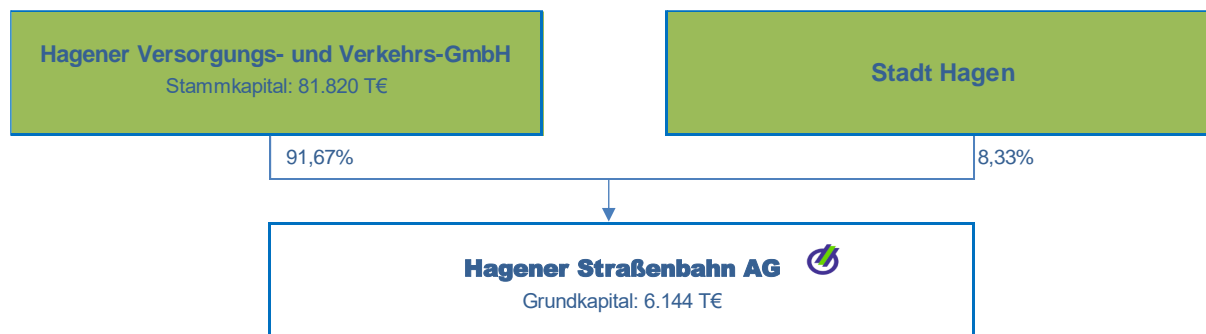 Hagener Versorgungs- und Verkehrs-GmbH
Stammkapital: 81.820 T€
Stadt Hagen
91,67%
8,33%
Hagener Straßenbahn AG
Grundkapital: 6.144 T€